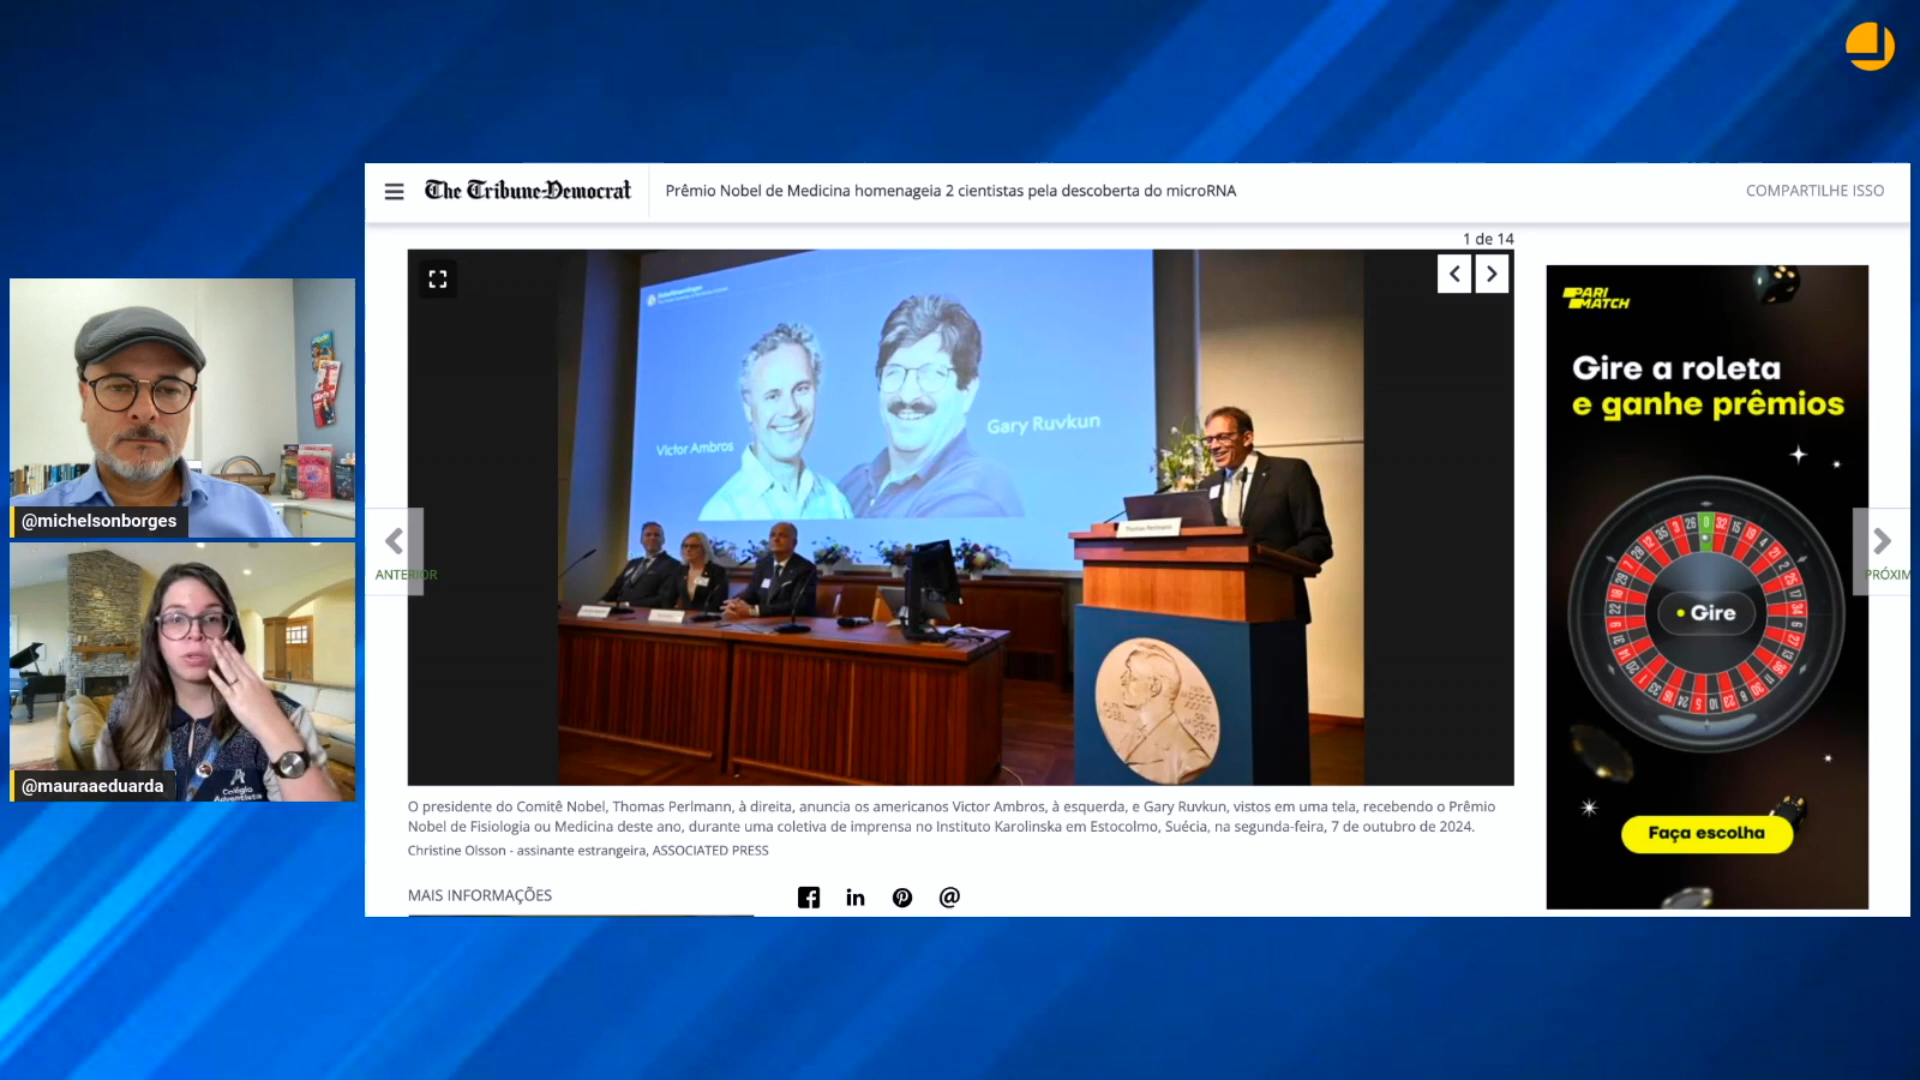 The Tribune-Democrat
Prêmio Nobel de Medicina homenageia 2 cientistas pela descoberta do microRNA
COMPARTILHE ISSO
1 de 14
Victor Ambros
Gary Ruvkun
Thomas Perlmann
ANTERIOR
PRÓXIM
O presidente do Comitê Nobel, Thomas Perlmann, à direita, anuncia os americanos Victor Ambros, à esquerda, e Gary Ruvkun, vistos em uma tela, recebendo o Prêmio
Nobel de Fisiologia ou Medicina deste ano, durante uma coletiva de imprensa no Instituto Karolinska em Estocolmo, Suécia, na segunda-feira, 7 de outubro de 2024.
Christine Olsson - assinante estrangeira, ASSOCIATED PRESS
MAIS INFORMAÇÕES
PARI
MATCH
Gire a roleta
e ganhe prêmios
Gire
Faça escolha
@michelsonborges
@mauraaeduarda
Colégio
Adventista